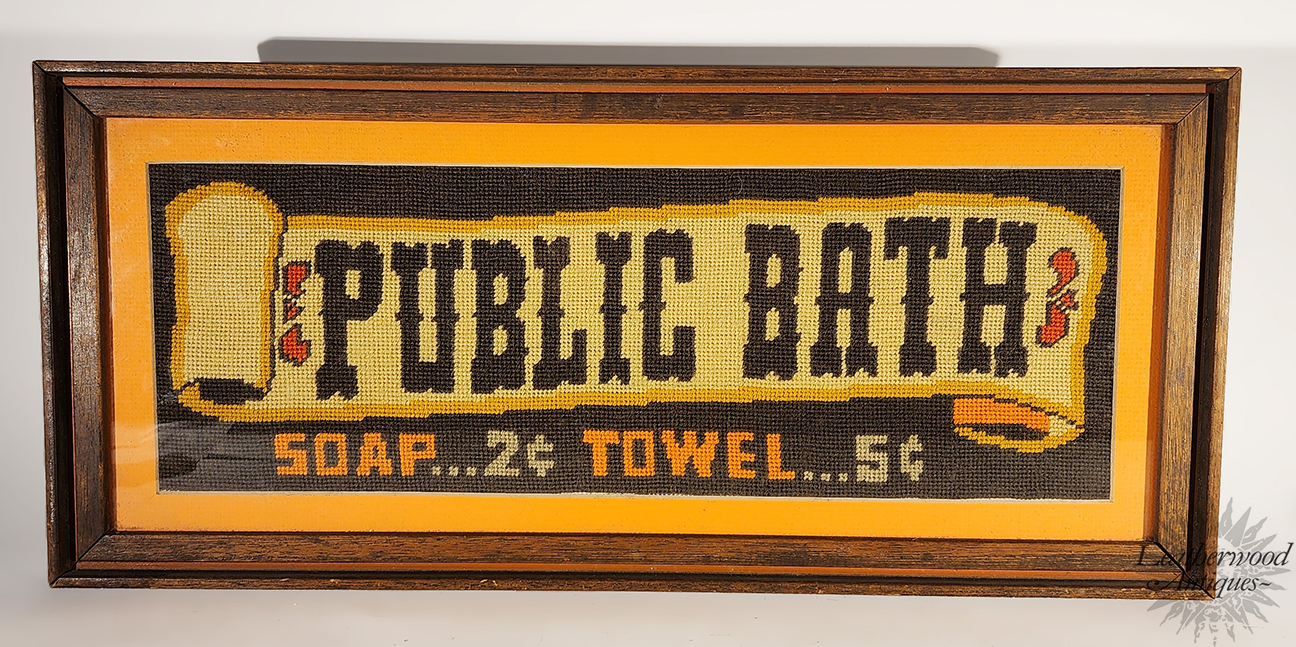 PUBLIC BATH
SOAP...2¢ TOWEL...5¢
Leatherwood
Antiques~